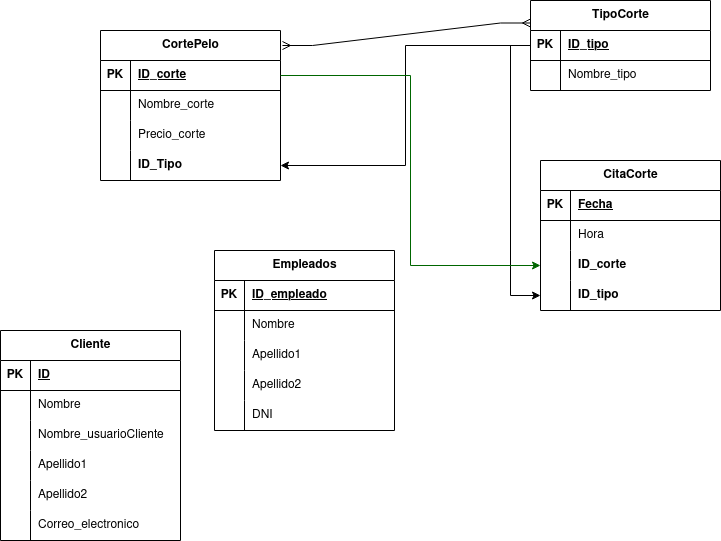 TipoCorte
PK ID_tipo
Nombre_tipo
CortePelo
PK ID_corte
Nombre_corte
Precio_corte
ID_Tipo
CitaCorte
PK Fecha
Hora
ID_corte
ID_tipo
Empleados
PK ID_empleado
Nombre
Apellido1
Apellido2
DNI
Cliente
PK ID
Nombre
Nombre_usuarioCliente
Apellido1
Apellido2
Correo_electronico